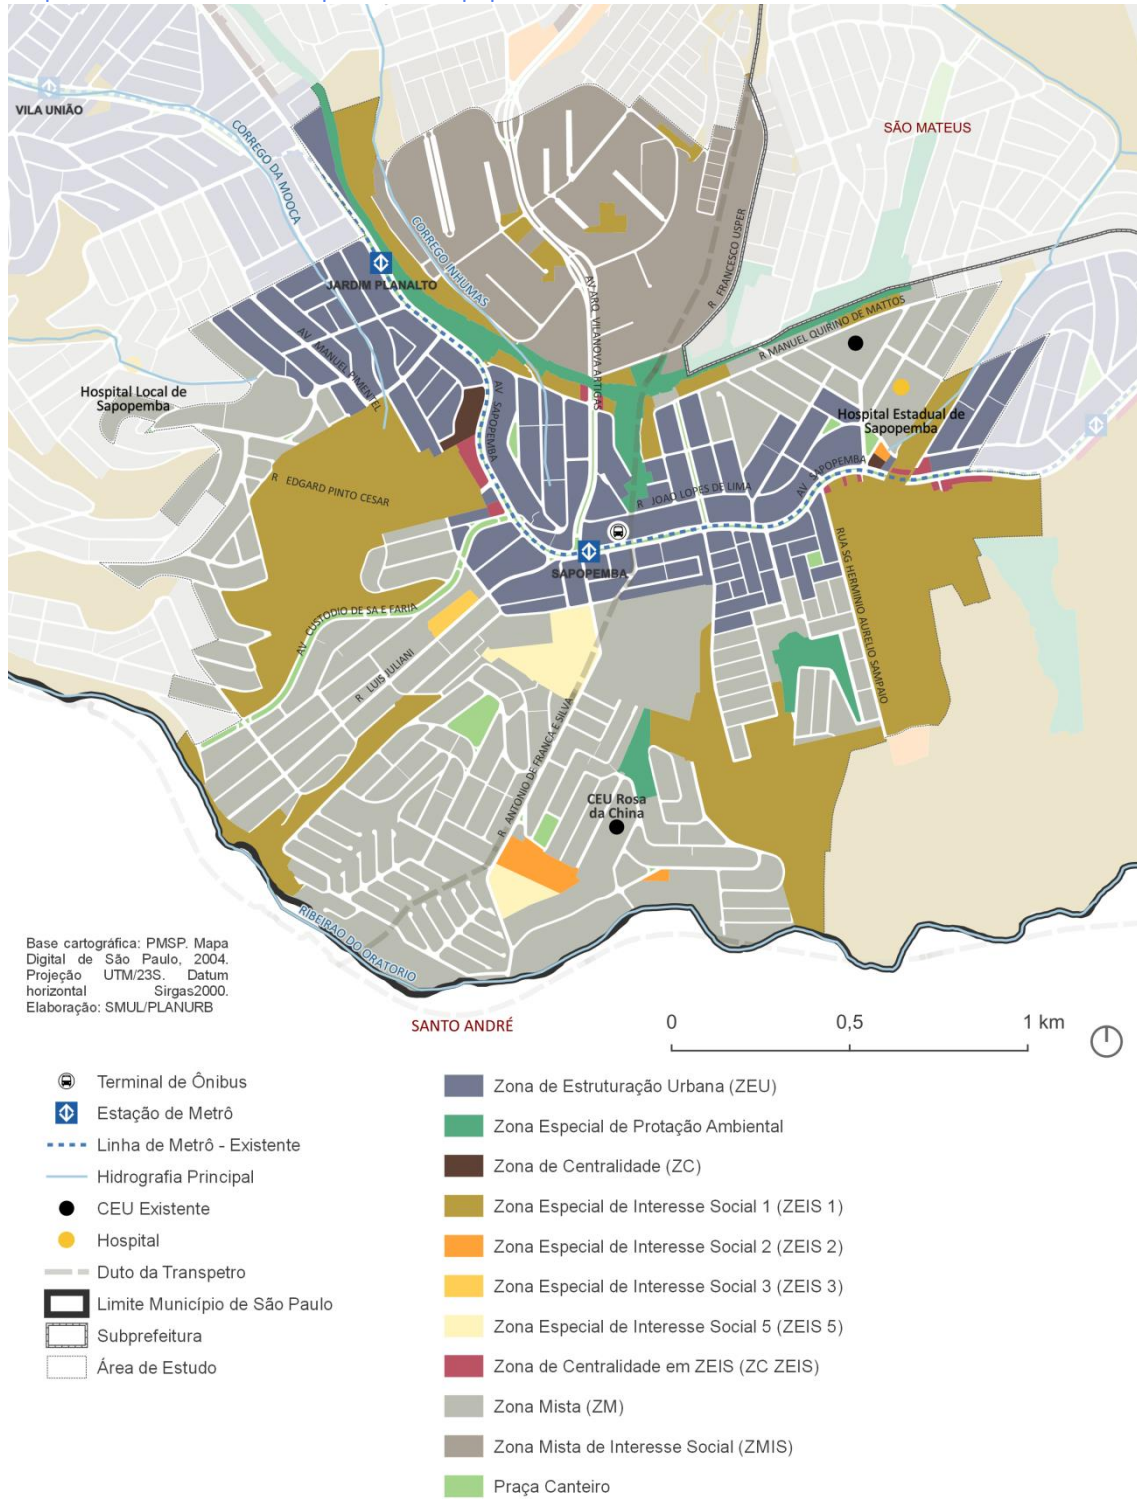 VILA UNIÃO
SÃO MATEUS
CORREGO DA MOOCA
CORREGO INHUMAS
R FRANCESCO USPER
JARDIM PLANALTO
AV ARQ VILANOVA ARTIGAS
R MANUEL QUIRINO DE MATTOS
AV MANUEL PIMENTEL
Hospital Local de
Sapopemba
AV SAPOPEMBA
Hospital Estadual de
Sapopemba
AV SAPOPEMBA
R EDGARD PINTO CESAR
R JOAO LOPES DE LIMA
SAPOPEMBA
RUA SG HERMINIO AURELIO SAMPAIO
AV CUSTODIO DE SA E FARIA
R LUIS JULIANI
R ANTONIO DE FRANCA E SILVA
CEU Rosa
da China
RIBEIRAO DO ORATORIO
Base cartográfica: PMSP. Mapa
Digital de São Paulo, 2004.
Projeção UTM/23S. Datum
horizontal Sirgas2000.
Elaboração: SMUL/PLANURB
SANTO ANDRÉ
0 0,5 1 km
Terminal de Ônibus
Estação de Metrô
Linha de Metrô - Existente
Hidrografia Principal
CEU Existente
Hospital
Duto da Transpetro
Limite Município de São Paulo
Subprefeitura
Área de Estudo
Zona de Estruturação Urbana (ZEU)
Zona Especial de Protação Ambiental
Zona de Centralidade (ZC)
Zona Especial de Interesse Social 1 (ZEIS 1)
Zona Especial de Interesse Social 2 (ZEIS 2)
Zona Especial de Interesse Social 3 (ZEIS 3)
Zona Especial de Interesse Social 5 (ZEIS 5)
Zona de Centralidade em ZEIS (ZC ZEIS)
Zona Mista (ZM)
Zona Mista de Interesse Social (ZMIS)
Praça Canteiro